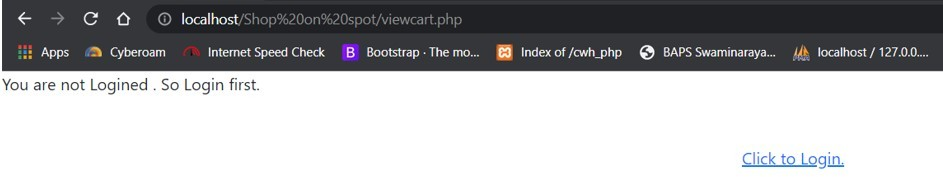 localhost/Shop%20on%20spot/viewcart.php
Apps Cyberoam Internet Speed Check B Bootstrap · The mo... Index of /cwh_php BAPS Swaminaraya... localhost / 127.0.0....
You are not Logined . So Login first.
Click to Login.